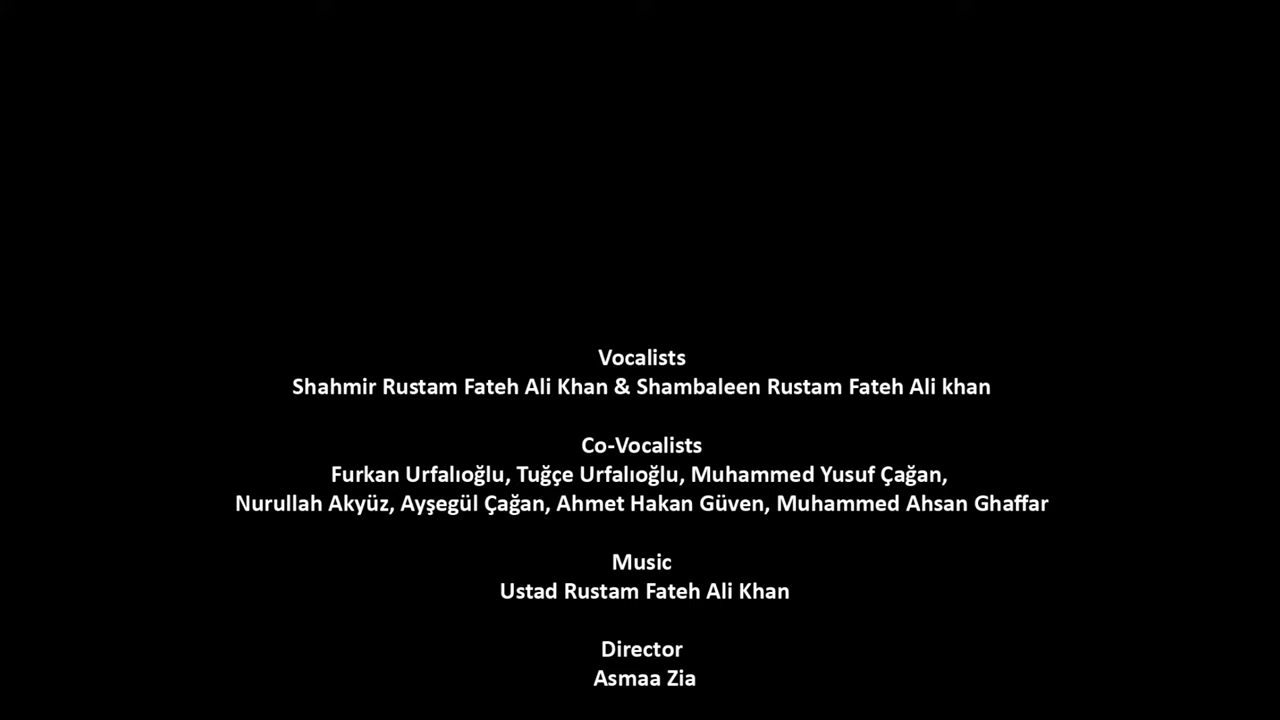 Vocalists
Shahmir Rustam Fateh Ali Khan & Shambaleen Rustam Fateh Ali khan
Co-Vocalists
Furkan Urfalıoğlu, Tuğçe Urfalıoğlu, Muhammed Yusuf Çağan,
Nurullah Akyüz, Ayşegül Çağan, Ahmet Hakan Güven, Muhammed Ahsan Ghaffar
Music
Ustad Rustam Fateh Ali Khan
Director
Asmaa Zia